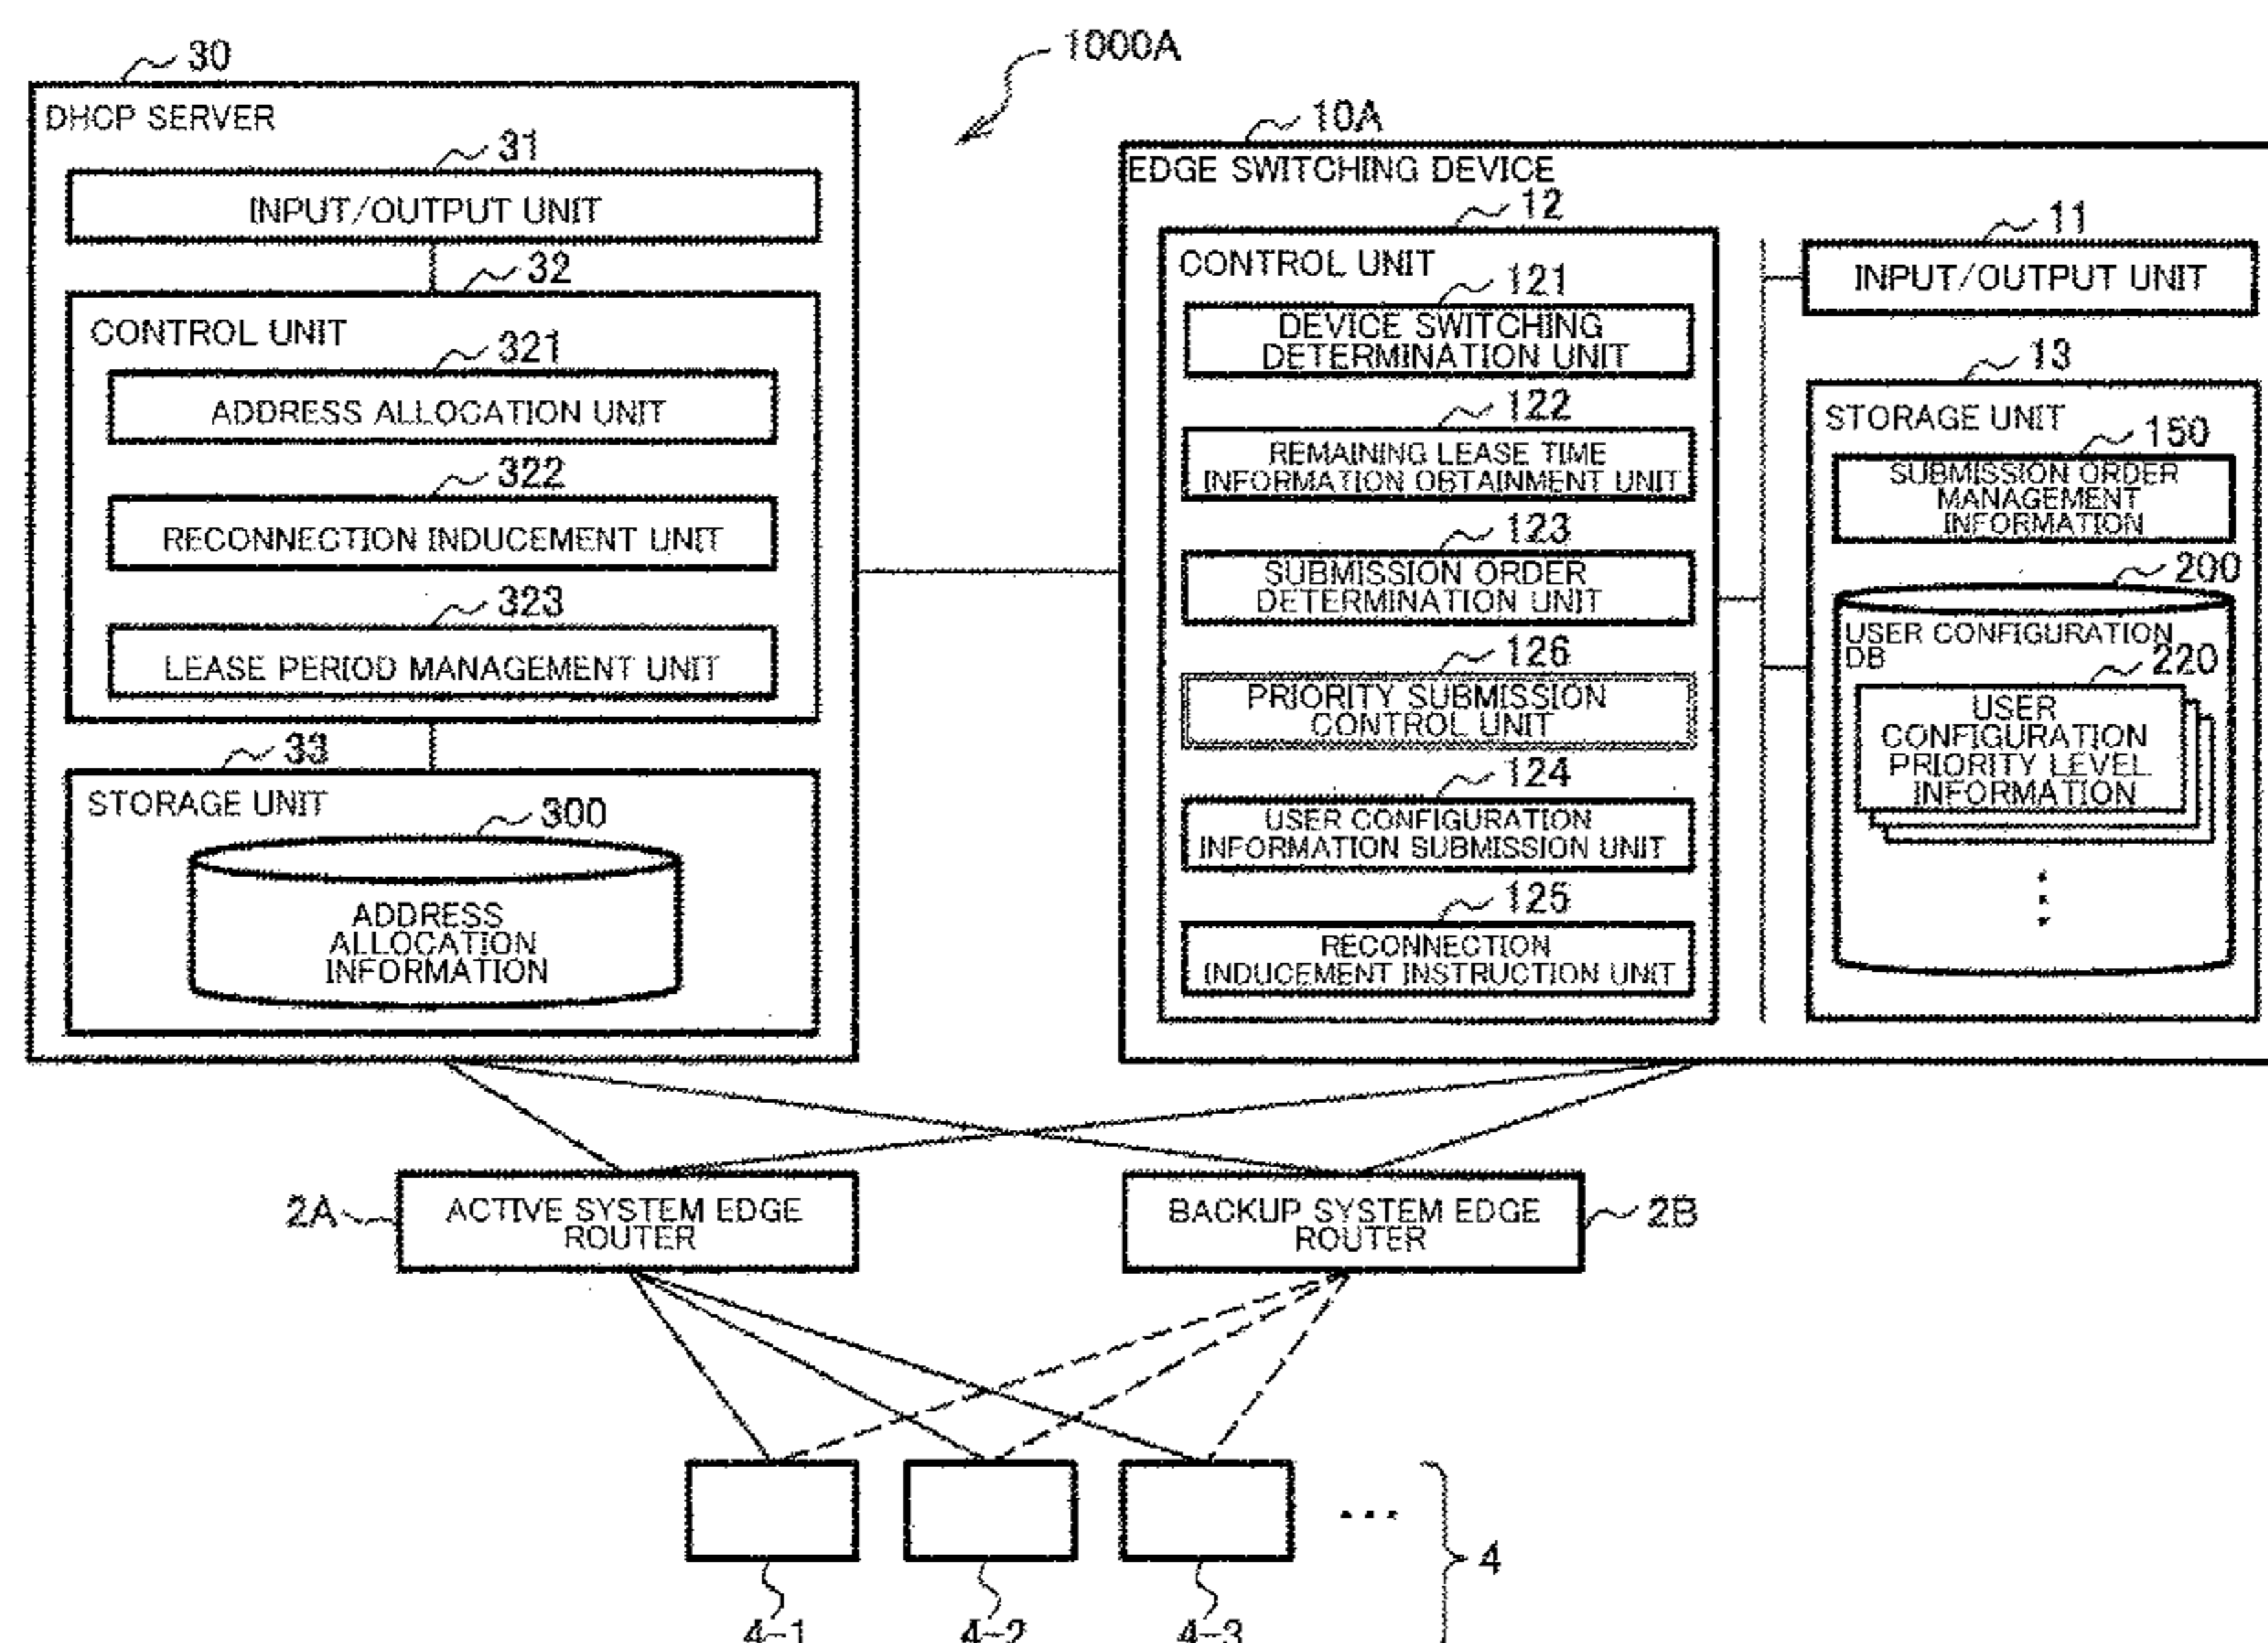 1000A
30
DHCP SERVER
31
INPUT/OUTPUT UNIT
32
CONTROL UNIT
321
ADDRESS ALLOCATION UNIT
322
RECONNECTION INDUCEMENT UNIT
323
LEASE PERIOD MANAGEMENT UNIT
33
STORAGE UNIT
300
ADDRESS
ALLOCATION
INFORMATION
10A
EDGE SWITCHING DEVICE
12
CONTROL UNIT
121
DEVICE SWITCHING
DETERMINATION UNIT
122
REMAINING LEASE TIME
INFORMATION OBTAINMENT UNIT
123
SUBMISSION ORDER
DETERMINATION UNIT
126
PRIORITY SUBMISSION
CONTROL UNIT
124
USER CONFIGURATION
INFORMATION SUBMISSION UNIT
125
RECONNECTION
INDUCEMENT INSTRUCTION UNIT
11
INPUT/OUTPUT UNIT
13
STORAGE UNIT
150
SUBMISSION ORDER
MANAGEMENT
INFORMATION
200
USER CONFIGURATION
DB
220
USER
CONFIGURATION
PRIORITY LEVEL
INFORMATION
2A
ACTIVE SYSTEM EDGE
ROUTER
BACKUP SYSTEM EDGE
ROUTER
2B
...
4
4-1
4-2
4-3